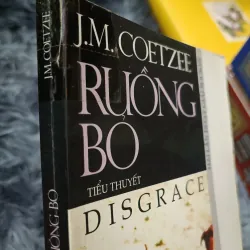 J.M. COETZEE
RUỒNG
BỎ
TIỂU THUYẾT
DISGRACE
J.M. COETZEE
RUỒNG BỎ